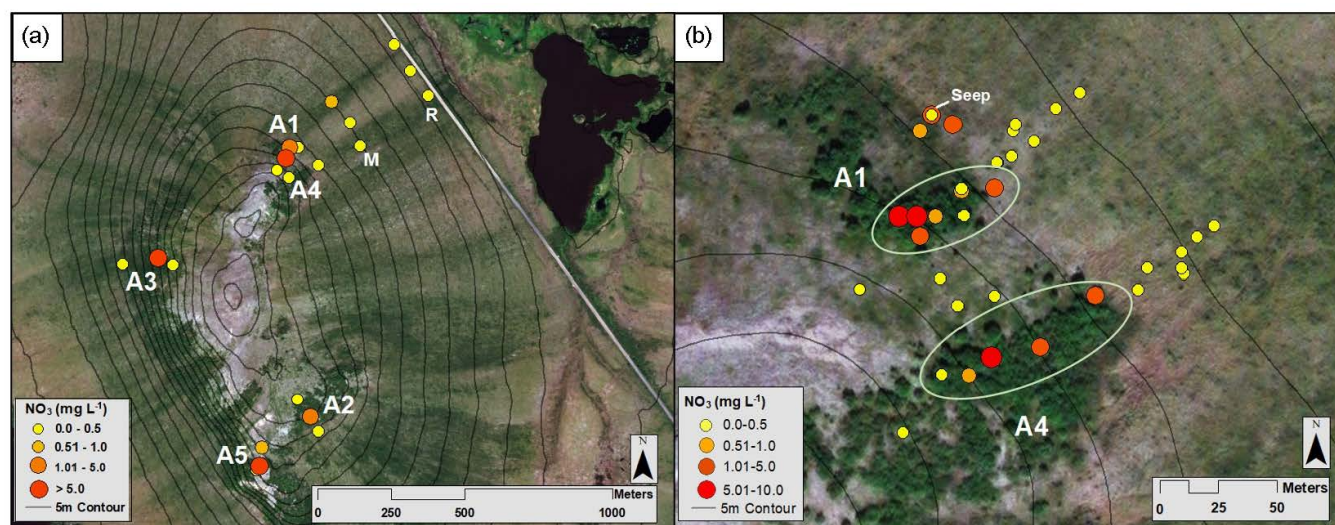 (a)
A1
R
M
A4
A3
A2
A5
NO₃ (mg L⁻¹)
0.0 - 0.5
0.51 - 1.0
1.01 - 5.0
> 5.0
5m Contour
N
Meters
0 250 500 1000
(b)
Seep
A1
A4
NO₃ (mg L⁻¹)
0.0-0.5
0.51-1.0
1.01-5.0
5.01-10.0
5m Contour
N
Meters
0 25 50